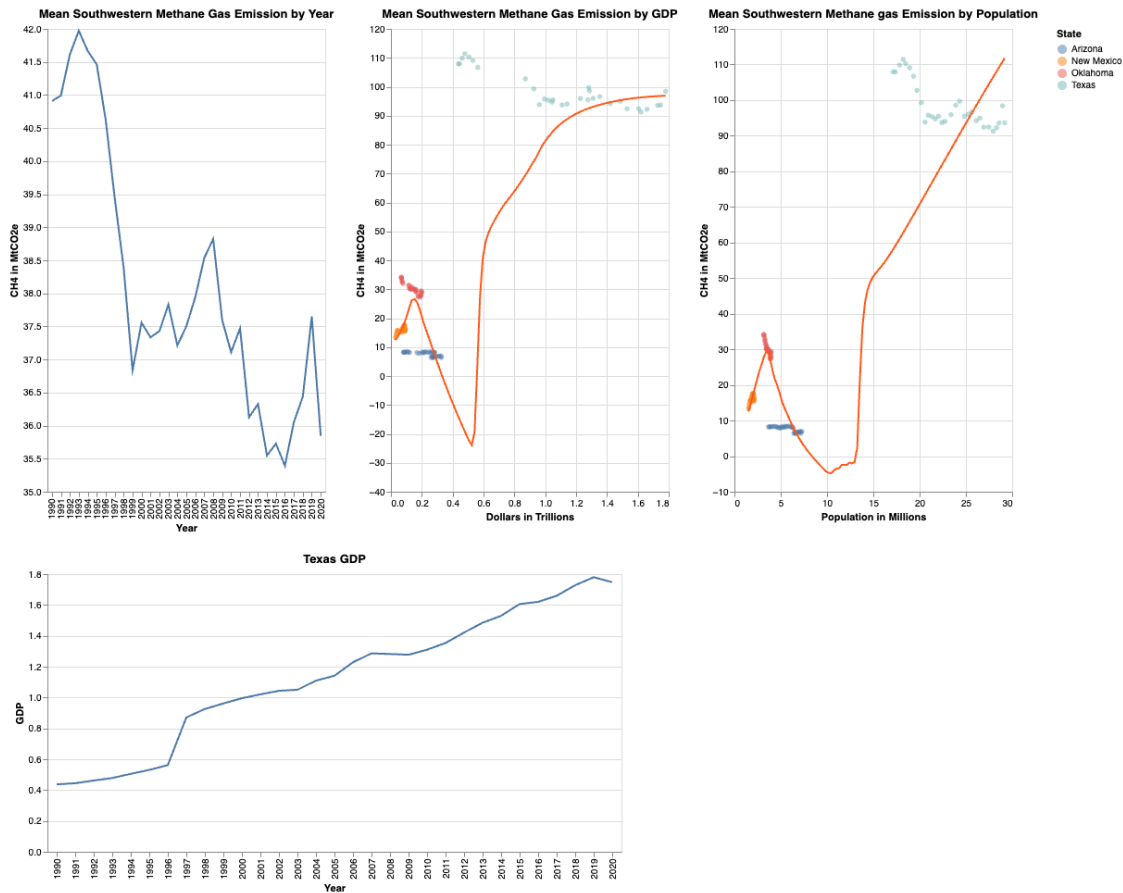 Mean Southwestern Methane Gas Emission by Year
CH4 in MtCO2e
42.0
41.5
41.0
40.5
40.0
39.5
39.0
38.5
38.0
37.5
37.0
36.5
36.0
35.5
35.0
1990 1991 1992 1993 1994 1995 1996 1997 1998 1999 2000 2001 2002 2003 2004 2005 2006 2007 2008 2009 2010 2011 2012 2013 2014 2015 2016 2017 2018 2019 2020
Year
Mean Southwestern Methane Gas Emission by GDP
CH4 in MtCO2e
120
110
100
90
80
70
60
50
40
30
20
10
0
−10
−20
−30
−40
0.0 0.2 0.4 0.6 0.8 1.0 1.2 1.4 1.6 1.8
Dollars in Trillions
Mean Southwestern Methane gas Emission by Population
CH4 in MtCO2e
120
110
100
90
80
70
60
50
40
30
20
10
0
−10
0 5 10 15 20 25 30
Population in Millions
State
Arizona
New Mexico
Oklahoma
Texas
Texas GDP
GDP
1.8
1.6
1.4
1.2
1.0
0.8
0.6
0.4
0.2
0.0
1990 1991 1992 1993 1994 1995 1996 1997 1998 1999 2000 2001 2002 2003 2004 2005 2006 2007 2008 2009 2010 2011 2012 2013 2014 2015 2016 2017 2018 2019 2020
Year